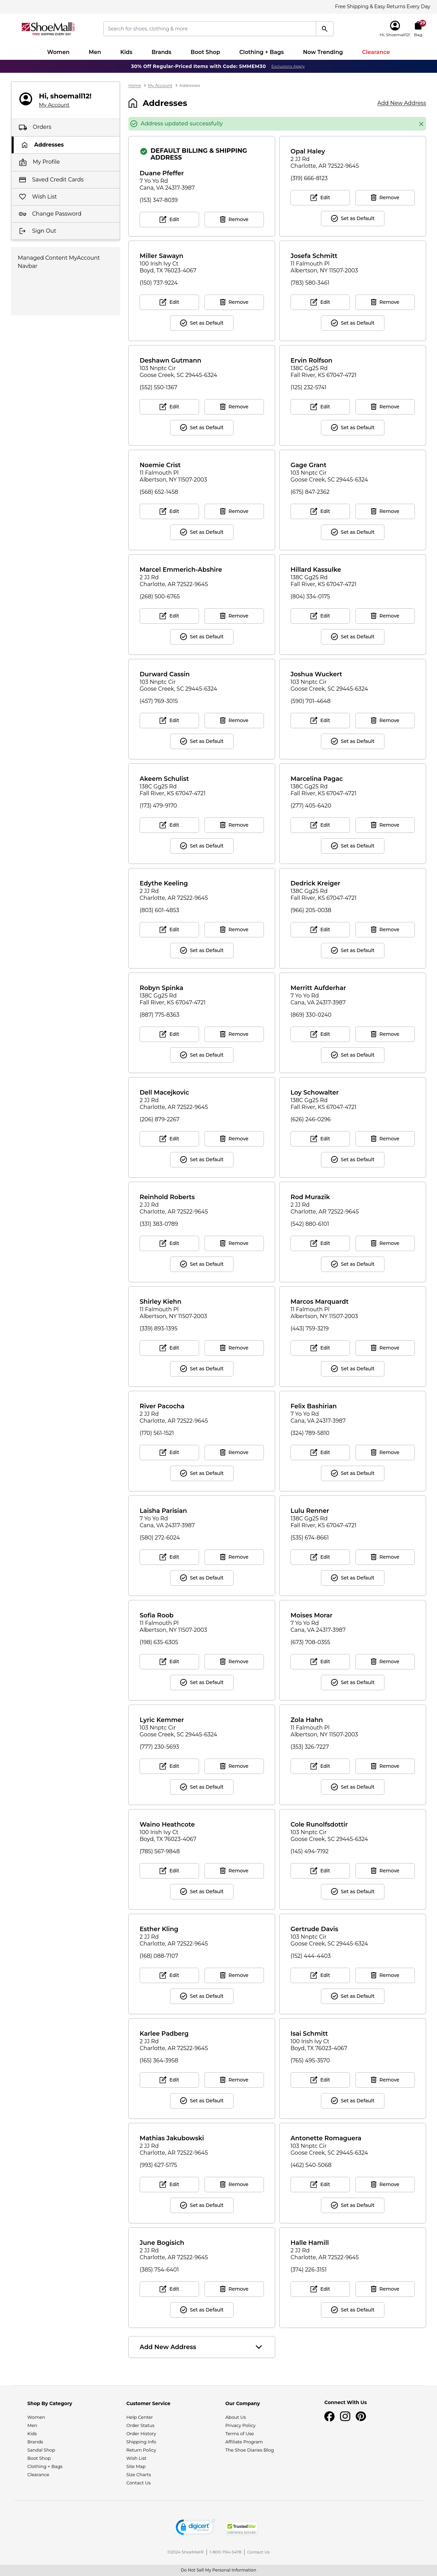 Free Shipping & Easy Returns Every Day
ShoeMall
FREE SHIPPING EVERY DAY
Search for shoes, clothing & more
Hi, Shoemall12!
Bag
Women Men Kids Brands Boot Shop Clothing + Bags Now Trending Clearance
30% Off Regular-Priced Items with Code: SMMEM30 Exclusions Apply
Hi, shoemall12!
My Account
Orders
Addresses
My Profile
Saved Credit Cards
Wish List
Change Password
Sign Out
Managed Content MyAccount
Navbar
Home > My Account > Addresses
Addresses
Add New Address
Address updated successfully
DEFAULT BILLING & SHIPPING
ADDRESS
Duane Pfeffer
7 Yo Yo Rd
Cana, VA 24317-3987
(153) 347-8039
Edit Remove
Opal Haley
2 JJ Rd
Charlotte, AR 72522-9645
(319) 666-8123
Edit Remove
Set as Default
Miller Sawayn
100 Irish Ivy Ct
Boyd, TX 76023-4067
(150) 737-9224
Edit Remove
Set as Default
Josefa Schmitt
11 Falmouth Pl
Albertson, NY 11507-2003
(783) 580-3461
Edit Remove
Set as Default
Deshawn Gutmann
103 Nnptc Cir
Goose Creek, SC 29445-6324
(552) 550-1367
Edit Remove
Set as Default
Ervin Rolfson
138C Gg25 Rd
Fall River, KS 67047-4721
(125) 232-5741
Edit Remove
Set as Default
Noemie Crist
11 Falmouth Pl
Albertson, NY 11507-2003
(568) 652-1458
Edit Remove
Set as Default
Gage Grant
103 Nnptc Cir
Goose Creek, SC 29445-6324
(675) 847-2362
Edit Remove
Set as Default
Marcel Emmerich-Abshire
2 JJ Rd
Charlotte, AR 72522-9645
(268) 500-6765
Edit Remove
Set as Default
Hillard Kassulke
138C Gg25 Rd
Fall River, KS 67047-4721
(804) 334-0175
Edit Remove
Set as Default
Durward Cassin
103 Nnptc Cir
Goose Creek, SC 29445-6324
(457) 769-3015
Edit Remove
Set as Default
Joshua Wuckert
103 Nnptc Cir
Goose Creek, SC 29445-6324
(590) 701-4648
Edit Remove
Set as Default
Akeem Schulist
138C Gg25 Rd
Fall River, KS 67047-4721
(173) 479-9170
Edit Remove
Set as Default
Marcelina Pagac
138C Gg25 Rd
Fall River, KS 67047-4721
(277) 405-6420
Edit Remove
Set as Default
Edythe Keeling
2 JJ Rd
Charlotte, AR 72522-9645
(803) 601-4853
Edit Remove
Set as Default
Dedrick Kreiger
138C Gg25 Rd
Fall River, KS 67047-4721
(966) 205-0038
Edit Remove
Set as Default
Robyn Spinka
138C Gg25 Rd
Fall River, KS 67047-4721
(887) 775-8363
Edit Remove
Set as Default
Merritt Aufderhar
7 Yo Yo Rd
Cana, VA 24317-3987
(869) 330-0240
Edit Remove
Set as Default
Dell Macejkovic
2 JJ Rd
Charlotte, AR 72522-9645
(206) 879-2267
Edit Remove
Set as Default
Loy Schowalter
138C Gg25 Rd
Fall River, KS 67047-4721
(626) 246-0296
Edit Remove
Set as Default
Reinhold Roberts
2 JJ Rd
Charlotte, AR 72522-9645
(331) 383-0789
Edit Remove
Set as Default
Rod Murazik
2 JJ Rd
Charlotte, AR 72522-9645
(542) 880-6101
Edit Remove
Set as Default
Shirley Kiehn
11 Falmouth Pl
Albertson, NY 11507-2003
(339) 893-1395
Edit Remove
Set as Default
Marcos Marquardt
11 Falmouth Pl
Albertson, NY 11507-2003
(443) 759-3219
Edit Remove
Set as Default
River Pacocha
2 JJ Rd
Charlotte, AR 72522-9645
(170) 561-1521
Edit Remove
Set as Default
Felix Bashirian
7 Yo Yo Rd
Cana, VA 24317-3987
(324) 789-5810
Edit Remove
Set as Default
Laisha Parisian
7 Yo Yo Rd
Cana, VA 24317-3987
(580) 272-6024
Edit Remove
Set as Default
Lulu Renner
138C Gg25 Rd
Fall River, KS 67047-4721
(535) 674-8661
Edit Remove
Set as Default
Sofia Roob
11 Falmouth Pl
Albertson, NY 11507-2003
(198) 635-6305
Edit Remove
Set as Default
Moises Morar
7 Yo Yo Rd
Cana, VA 24317-3987
(673) 708-0355
Edit Remove
Set as Default
Lyric Kemmer
103 Nnptc Cir
Goose Creek, SC 29445-6324
(777) 230-5693
Edit Remove
Set as Default
Zola Hahn
11 Falmouth Pl
Albertson, NY 11507-2003
(353) 326-7227
Edit Remove
Set as Default
Waino Heathcote
100 Irish Ivy Ct
Boyd, TX 76023-4067
(785) 567-9848
Edit Remove
Set as Default
Cole Runolfsdottir
103 Nnptc Cir
Goose Creek, SC 29445-6324
(145) 494-7192
Edit Remove
Set as Default
Esther Kling
2 JJ Rd
Charlotte, AR 72522-9645
(168) 088-7107
Edit Remove
Set as Default
Gertrude Davis
103 Nnptc Cir
Goose Creek, SC 29445-6324
(152) 444-4403
Edit Remove
Set as Default
Karlee Padberg
2 JJ Rd
Charlotte, AR 72522-9645
(165) 364-3958
Edit Remove
Set as Default
Isai Schmitt
100 Irish Ivy Ct
Boyd, TX 76023-4067
(765) 495-3570
Edit Remove
Set as Default
Mathias Jakubowski
2 JJ Rd
Charlotte, AR 72522-9645
(993) 627-5175
Edit Remove
Set as Default
Antonette Romaguera
103 Nnptc Cir
Goose Creek, SC 29445-6324
(462) 540-5068
Edit Remove
Set as Default
June Bogisich
2 JJ Rd
Charlotte, AR 72522-9645
(385) 754-6401
Edit Remove
Set as Default
Halle Hamill
2 JJ Rd
Charlotte, AR 72522-9645
(374) 226-3151
Edit Remove
Set as Default
Add New Address
Shop By Category
Women
Men
Kids
Brands
Sandal Shop
Boot Shop
Clothing + Bags
Clearance
Customer Service
Help Center
Order Status
Order History
Shipping Info
Return Policy
Wish List
Site Map
Size Charts
Contact Us
Our Company
About Us
Privacy Policy
Terms of Use
Affiliate Program
The Shoe Diaries Blog
Connect With Us
digicert
TrustedSite
CERTIFIED SECURE
©2024 ShoeMall® | 1-800-704-5478 | Contact Us
Do Not Sell My Personal Information